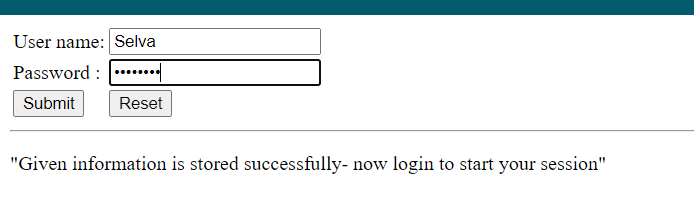 User name: Selva
Password : ••••••••
Submit Reset
"Given information is stored successfully- now login to start your session"